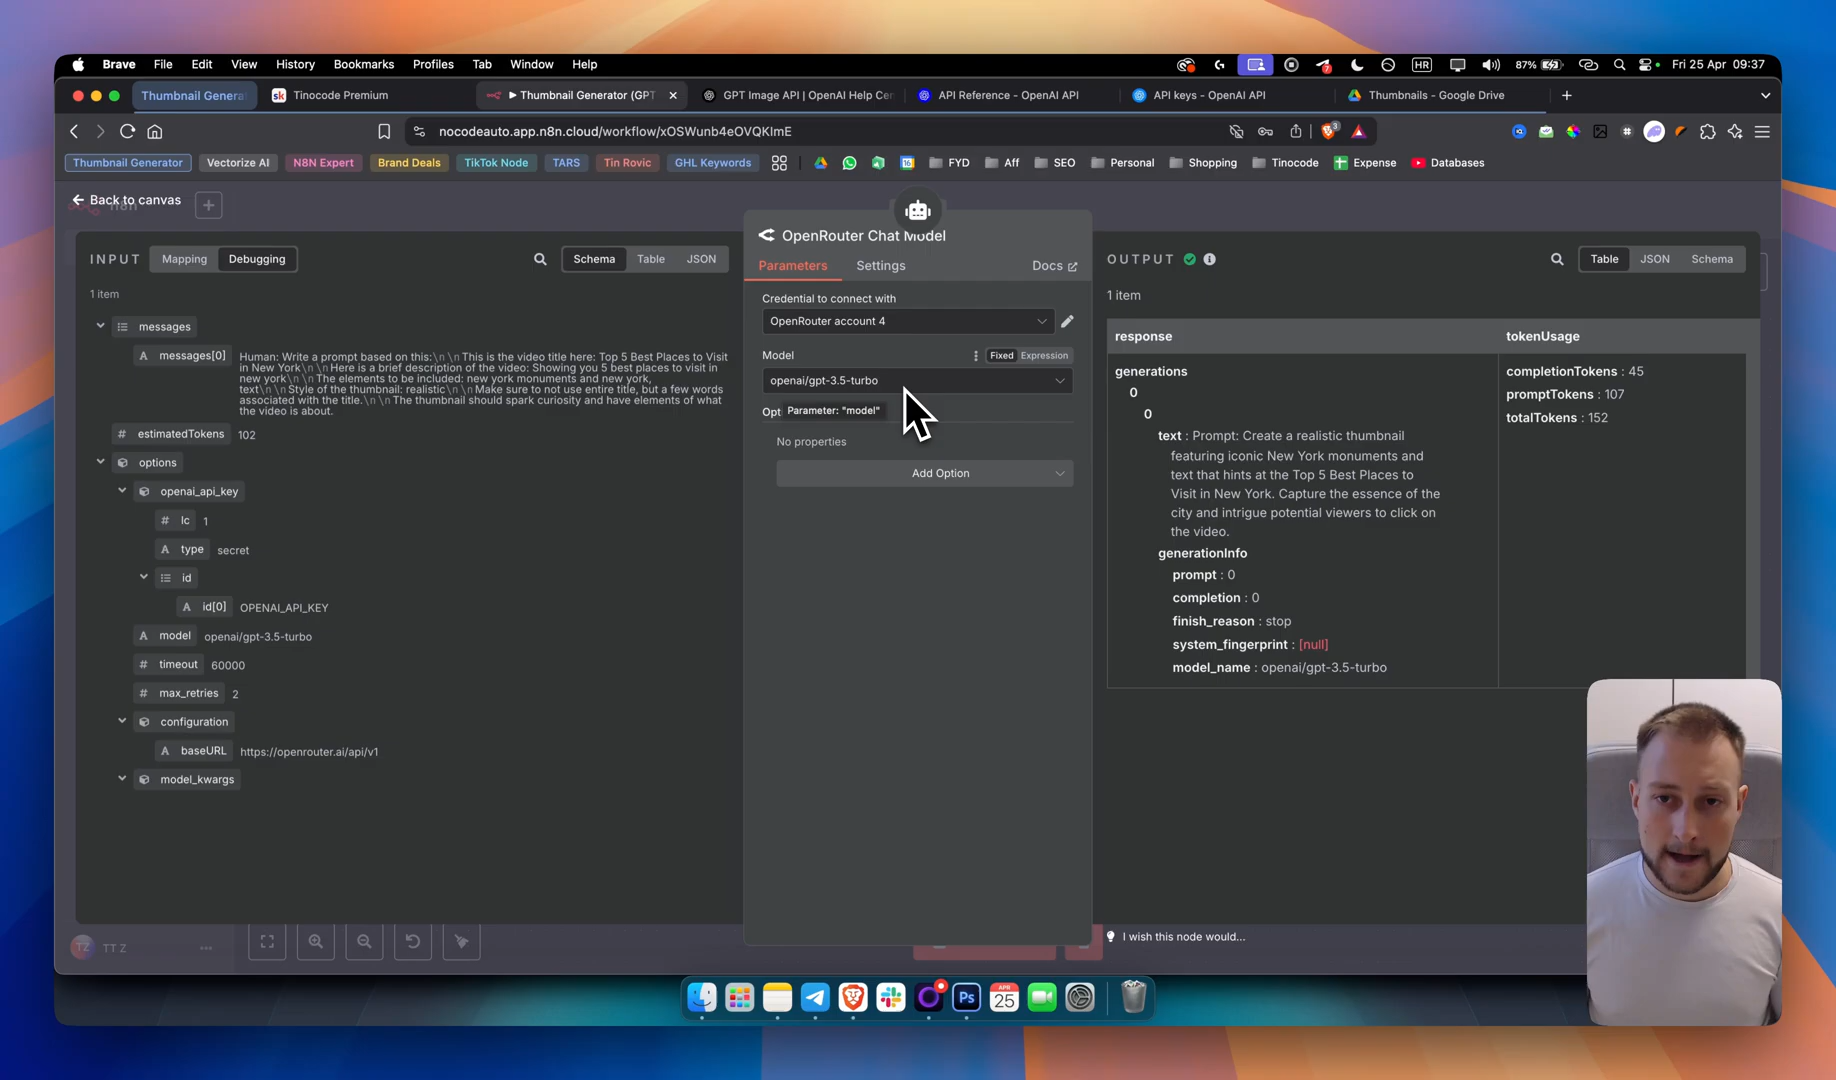 Brave File Edit View History Bookmarks Profiles Tab Window Help
7 HR 87% Fri 25 Apr 09:37
Thumbnail Genera
sk Tinocode Premium
Thumbnail Generator (GPT
GPT Image API | OpenAI Help Cen
API Reference - OpenAI API
API keys - OpenAI API
Thumbnails - Google Drive
nocodeauto.app.n8n.cloud/workflow/xOSWunb4eOVQKImE
3
Thumbnail Generator Vectorize AI N8N Expert Brand Deals TikTok Node TARS Tin Rovic GHL Keywords 16 FYD Aff SEO Personal Shopping Tinocode Expense Databases
Back to canvas
n8n
INPUT Mapping Debugging Schema Table JSON
1 item
messages
messages[0]
Human: Write a prompt based on this:\n \n This is the video title here: Top 5 Best Places to Visit
in New York\n \n Here is a brief description of the video: Showing you 5 best places to visit in
new york\n \n The elements to be included: new york monuments and new york,
text\n \n Style of the thumbnail: realistic\n \n Make sure to not use entire title, but a few words
associated with the title.\n \n The thumbnail should spark curiosity and have elements of what
the video is about.
# estimatedTokens 102
options
openai_api_key
# lc 1
A type secret
id
A id[0] OPENAI_API_KEY
A model openai/gpt-3.5-turbo
# timeout 60000
# max_retries 2
configuration
A baseURL https://openrouter.ai/api/v1
model_kwargs
OpenRouter Chat Model
Parameters Settings Docs
Credential to connect with
OpenRouter account 4
Model Fixed Expression
openai/gpt-3.5-turbo
Opt Parameter: "model"
No properties
Add Option
OUTPUT Table JSON Schema
1 item
response tokenUsage
generations
0
0
text : Prompt: Create a realistic thumbnail
featuring iconic New York monuments and
text that hints at the Top 5 Best Places to
Visit in New York. Capture the essence of the
city and intrigue potential viewers to click on
the video.
generationInfo
prompt : 0
completion : 0
finish_reason : stop
system_fingerprint : [null]
model_name : openai/gpt-3.5-turbo
completionTokens : 45
promptTokens : 107
totalTokens : 152
TZ TT Z
I wish this node would...
Ps
APR
25